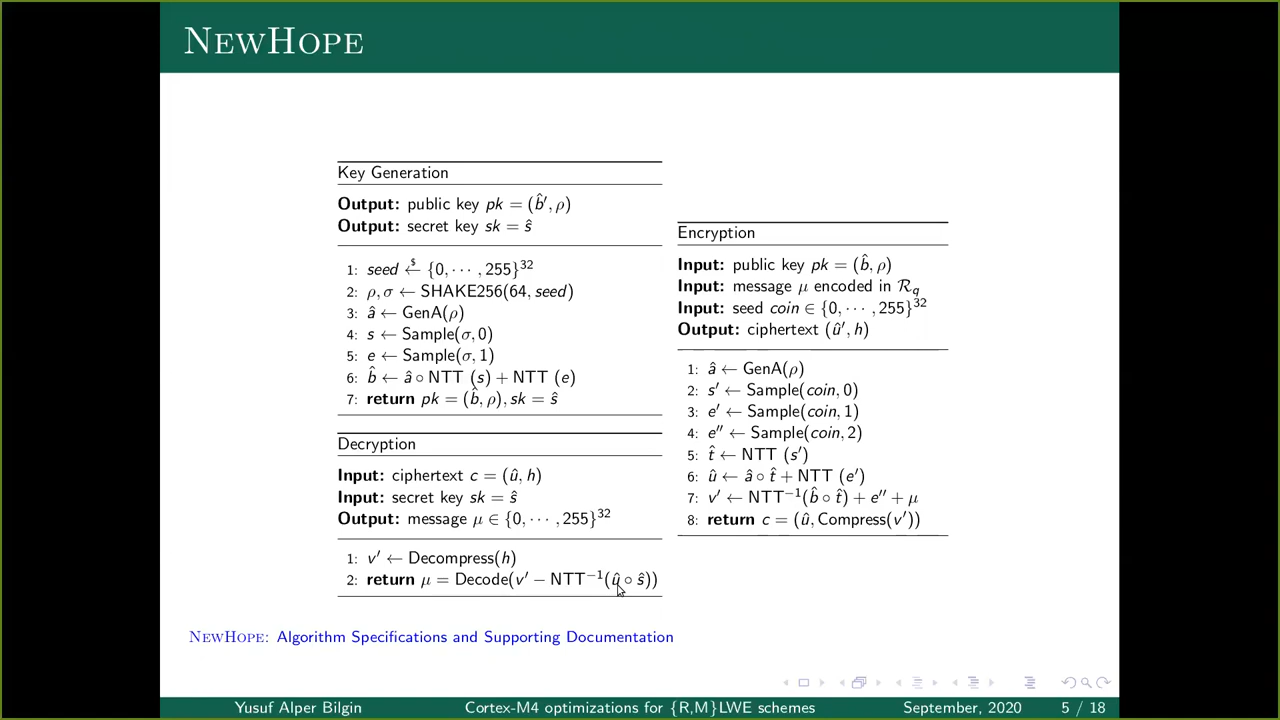 NEWHOPE
Key Generation
Output: public key pk = (b̂′, ρ)
Output: secret key sk = ŝ
1: seed ←$ {0, ⋯ , 255}^32
2: ρ, σ ← SHAKE256(64, seed)
3: â ← GenA(ρ)
4: s ← Sample(σ, 0)
5: e ← Sample(σ, 1)
6: b̂ ← â ∘ NTT (s) + NTT (e)
7: return pk = (b̂, ρ), sk = ŝ
Decryption
Input: ciphertext c = (û, h)
Input: secret key sk = ŝ
Output: message μ ∈ {0, ⋯ , 255}^32
1: v′ ← Decompress(h)
2: return μ = Decode(v′ − NTT^−1(û ∘ ŝ))
Encryption
Input: public key pk = (b̂, ρ)
Input: message μ encoded in R_q
Input: seed coin ∈ {0, ⋯ , 255}^32
Output: ciphertext (û′, h)
1: â ← GenA(ρ)
2: s′ ← Sample(coin, 0)
3: e′ ← Sample(coin, 1)
4: e″ ← Sample(coin, 2)
5: t̂ ← NTT (s′)
6: û ← â ∘ t̂ + NTT (e′)
7: v′ ← NTT^−1(b̂ ∘ t̂) + e″ + μ
8: return c = (û, Compress(v′))
NEWHOPE: Algorithm Specifications and Supporting Documentation
Yusuf Alper Bilgin Cortex-M4 optimizations for {R,M}LWE schemes September, 2020 5 / 18